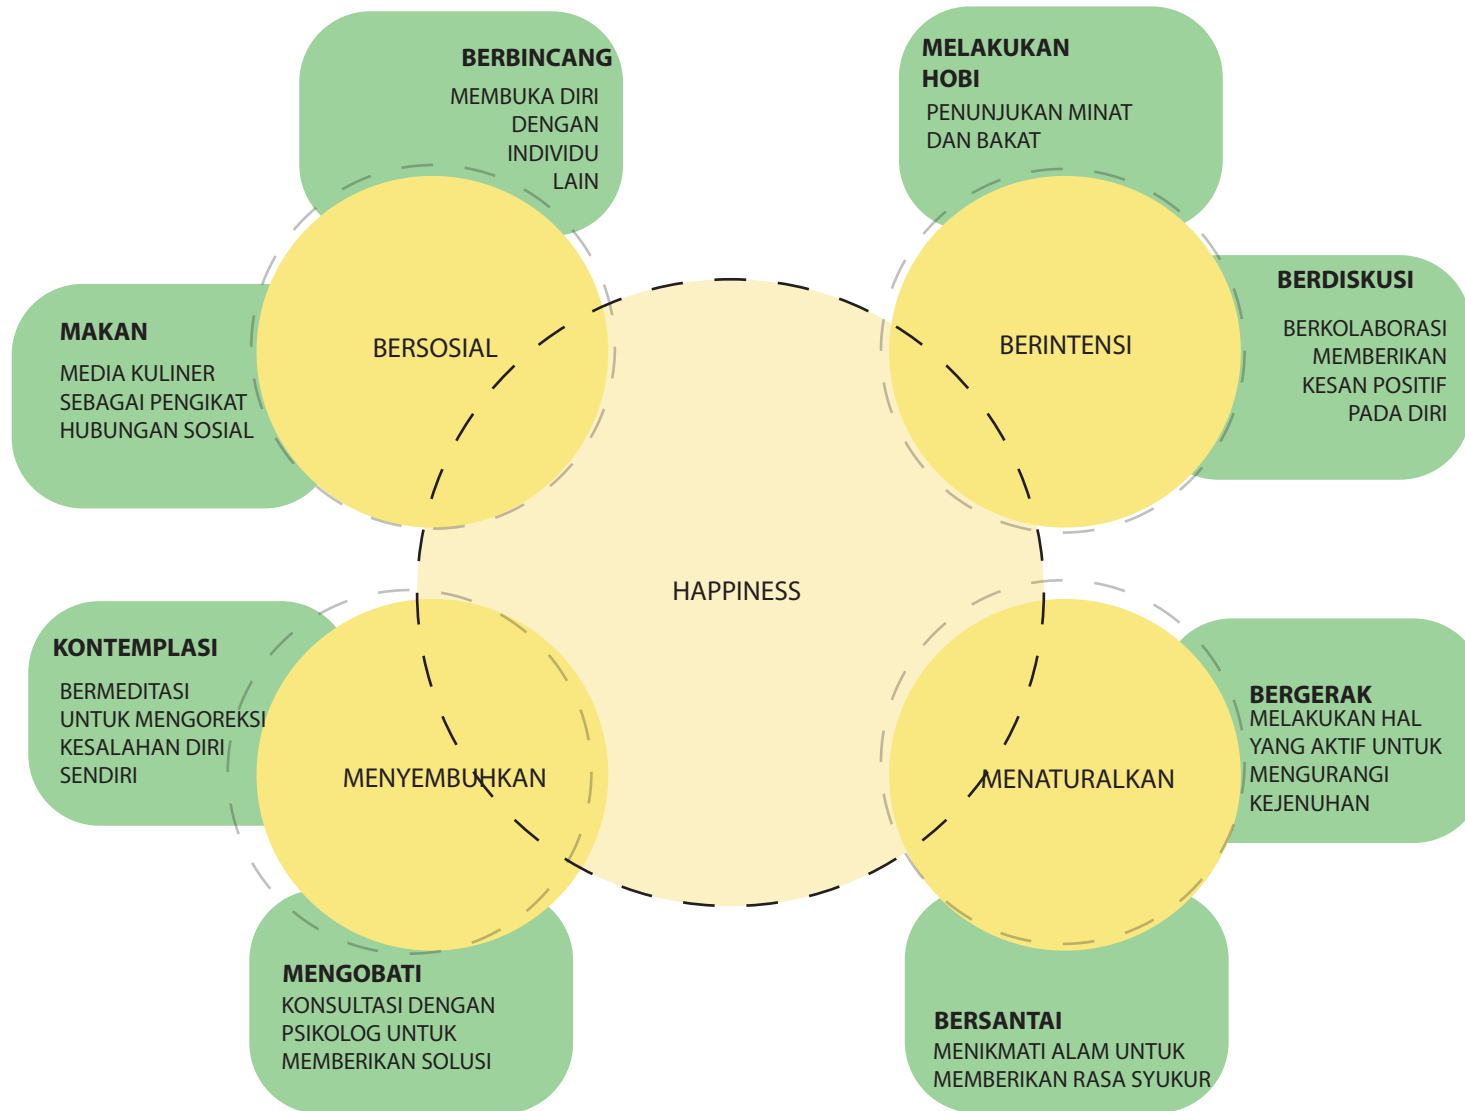 BERBINCANG
MEMBUKA DIRI
DENGAN
INDIVIDU
LAIN
MELAKUKAN
HOBI
PENUNJUKAN MINAT
DAN BAKAT
MAKAN
MEDIA KULINER
SEBAGAI PENGIKAT
HUBUNGAN SOSIAL
BERSOSIAL
BERINTENSI
BERDISKUSI
BERKOLABORASI
MEMBERIKAN
KESAN POSITIF
PADA DIRI
HAPPINESS
KONTEMPLASI
BERMEDITASI
UNTUK MENGOREKSI
KESALAHAN DIRI
SENDIRI
MENYEMBUHKAN
MENATURALKAN
BERGERAK
MELAKUKAN HAL
YANG AKTIF UNTUK
MENGURANGI
KEJENUHAN
MENGOBATI
KONSULTASI DENGAN
PSIKOLOG UNTUK
MEMBERIKAN SOLUSI
BERSANTAI
MENIKMATI ALAM UNTUK
MEMBERIKAN RASA SYUKUR